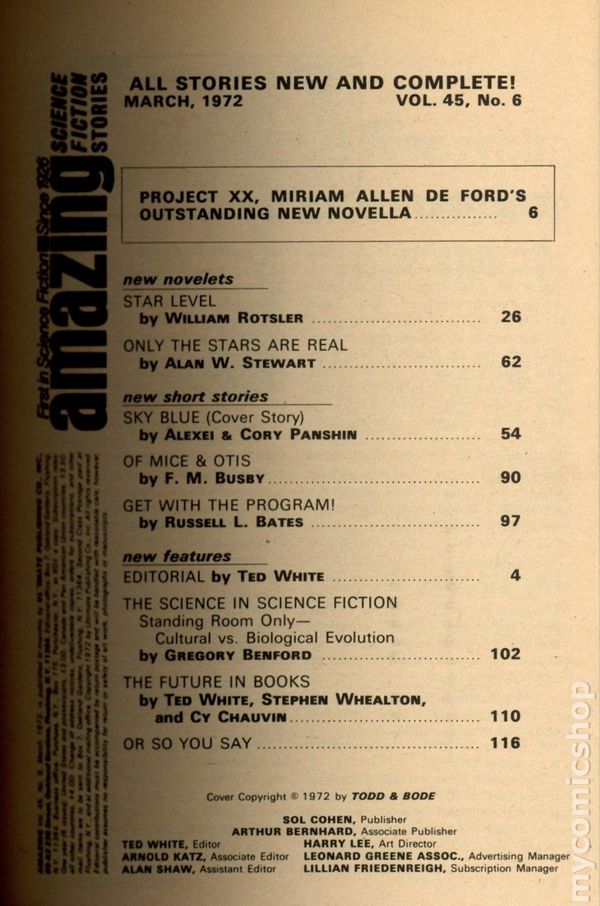 ALL STORIES NEW AND COMPLETE!
MARCH, 1972 VOL. 45, No. 6
First in Science Fiction Since 1926
amazing
SCIENCE
FICTION
STORIES
PROJECT XX, MIRIAM ALLEN DE FORD'S
OUTSTANDING NEW NOVELLA................ 6
new novelets
STAR LEVEL
by WILLIAM ROTSLER ........................... 26
ONLY THE STARS ARE REAL
by ALAN W. STEWART ......................... 62
new short stories
SKY BLUE (Cover Story)
by ALEXEI & CORY PANSHIN .................. 54
OF MICE & OTIS
by F. M. BUSBY................................. 90
GET WITH THE PROGRAM!
by RUSSELL L. BATES ........................... 97
new features
EDITORIAL by TED WHITE ....................... 4
THE SCIENCE IN SCIENCE FICTION
Standing Room Only—
Cultural vs. Biological Evolution
by GREGORY BENFORD ......................... 102
THE FUTURE IN BOOKS
by TED WHITE, STEPHEN WHEALTON,
and CY CHAUVIN.............................. 110
OR SO YOU SAY ................................... 116
Cover Copyright © 1972 by TODD & BODE
SOL COHEN, Publisher
ARTHUR BERNHARD, Associate Publisher
TED WHITE, Editor HARRY LEE, Art Director
ARNOLD KATZ, Associate Editor LEONARD GREENE ASSOC., Advertising Manager
ALAN SHAW, Assistant Editor LILLIAN FRIEDENREIGH, Subscription Manager
mycomicshop